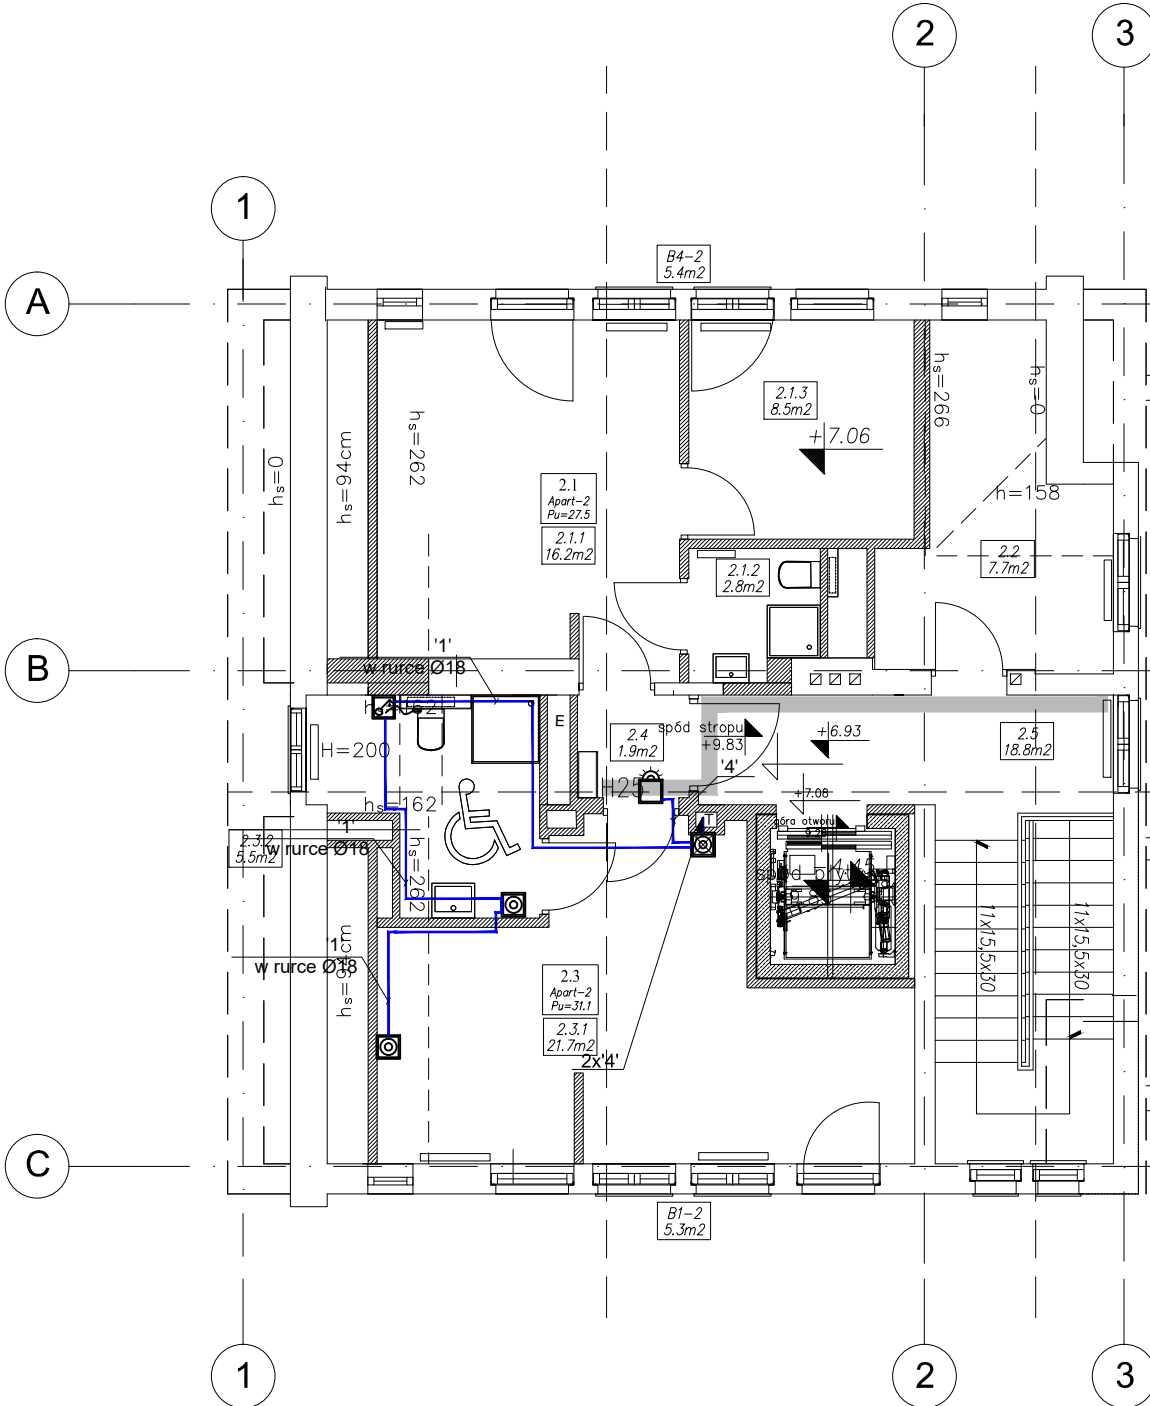 2
3
1
A
B4-2
5.4m2
2.1.3
8.5m2
+7.06
hs=266
hs=0
hs=0
hs=94cm
hs=262
h=158
2.1
Apart-2
Pu=27.5
2.1.1
16.2m2
2.1.2
2.8m2
2.2
7.7m2
B
'1'
w rurce Ø18
E
2.4
1.9m2
spód stropu
+9.83
+6.93
2.5
18.8m2
H=200
'4'
+7.08
hs=162
T
góra otworu
2.3.2
5.5m2
'1'
w rurce Ø18
hs=262
11x15,5x30
11x15,5x30
'1'
w rurce Ø18
hs=94cm
2.3
Apart-2
Pu=31.1
2.3.1
21.7m2
2x'4'
C
B1-2
5.3m2
1
2
3